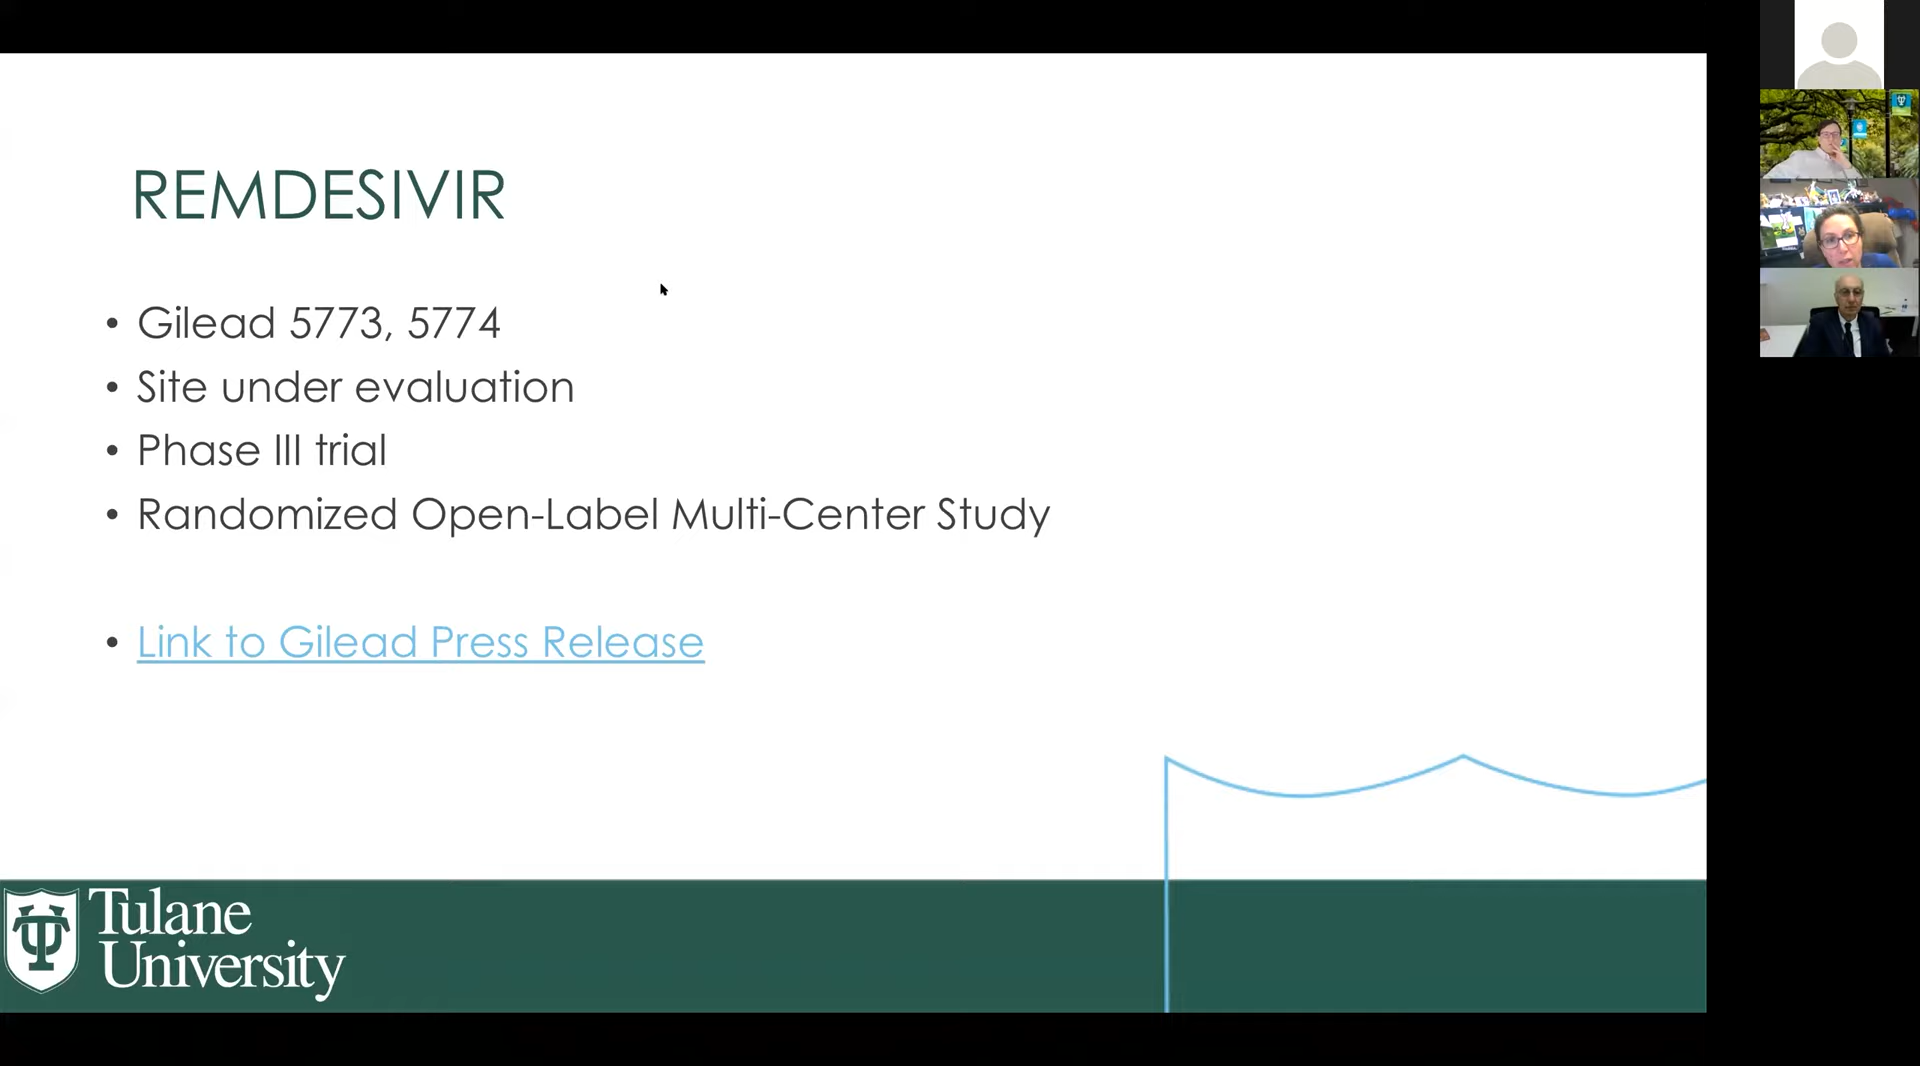 REMDESIVIR
• Gilead 5773, 5774
• Site under evaluation
• Phase III trial
• Randomized Open-Label Multi-Center Study
• Link to Gilead Press Release
Tulane
University